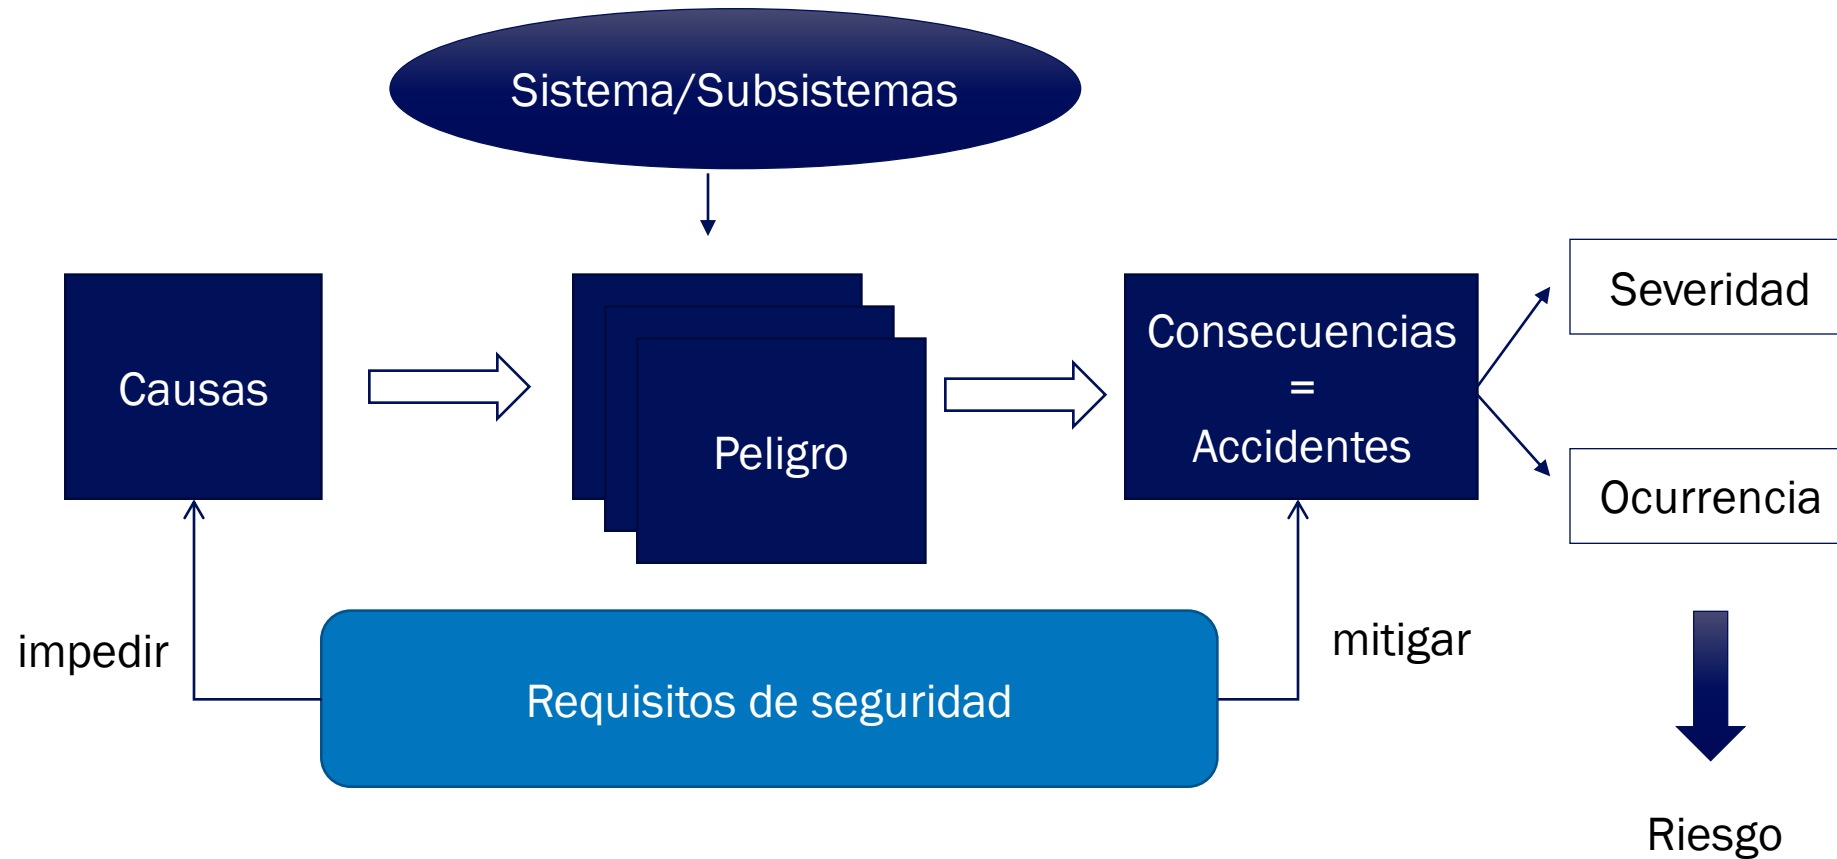 Sistema/Subsistemas
Causas
Peligro
Consecuencias
=
Accidentes
Severidad
Ocurrencia
impedir
Requisitos de seguridad
mitigar
Riesgo